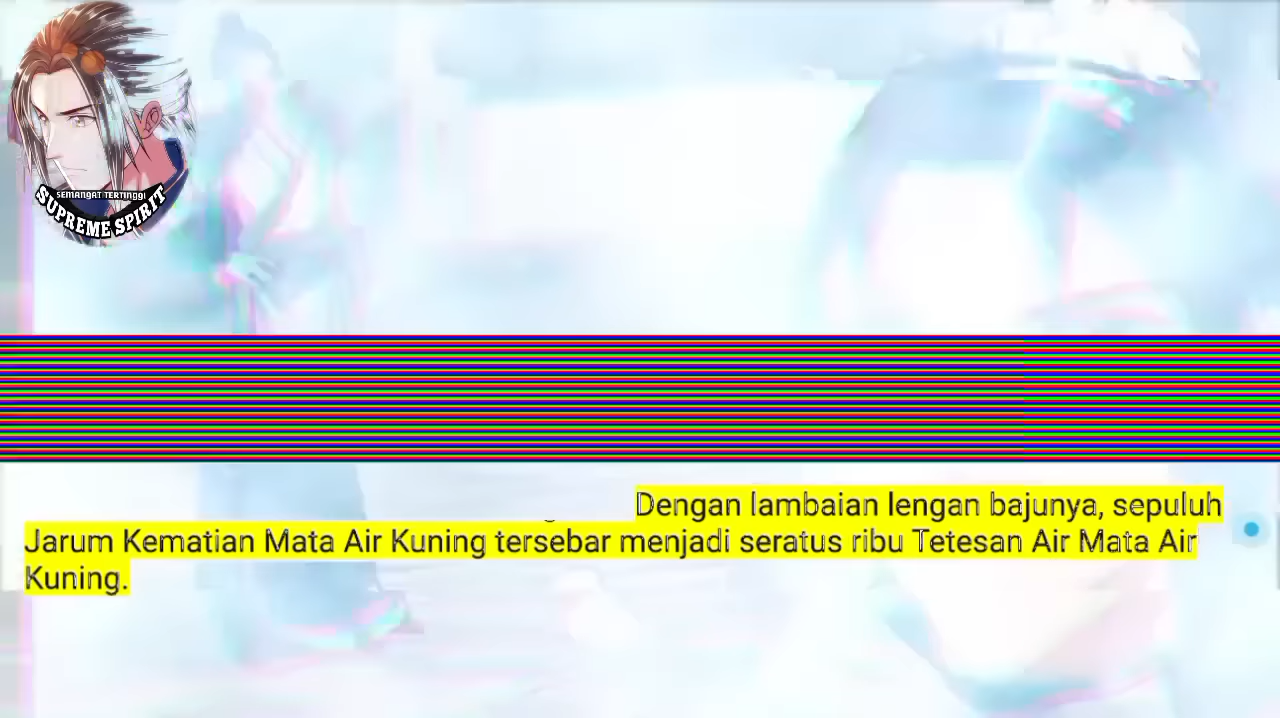 SEMANGAT TERTINGGI
SUPREME SPIRIT
Dengan lambaian lengan bajunya, sepuluh
Jarum Kematian Mata Air Kuning tersebar menjadi seratus ribu Tetesan Air Mata Air
Kuning.